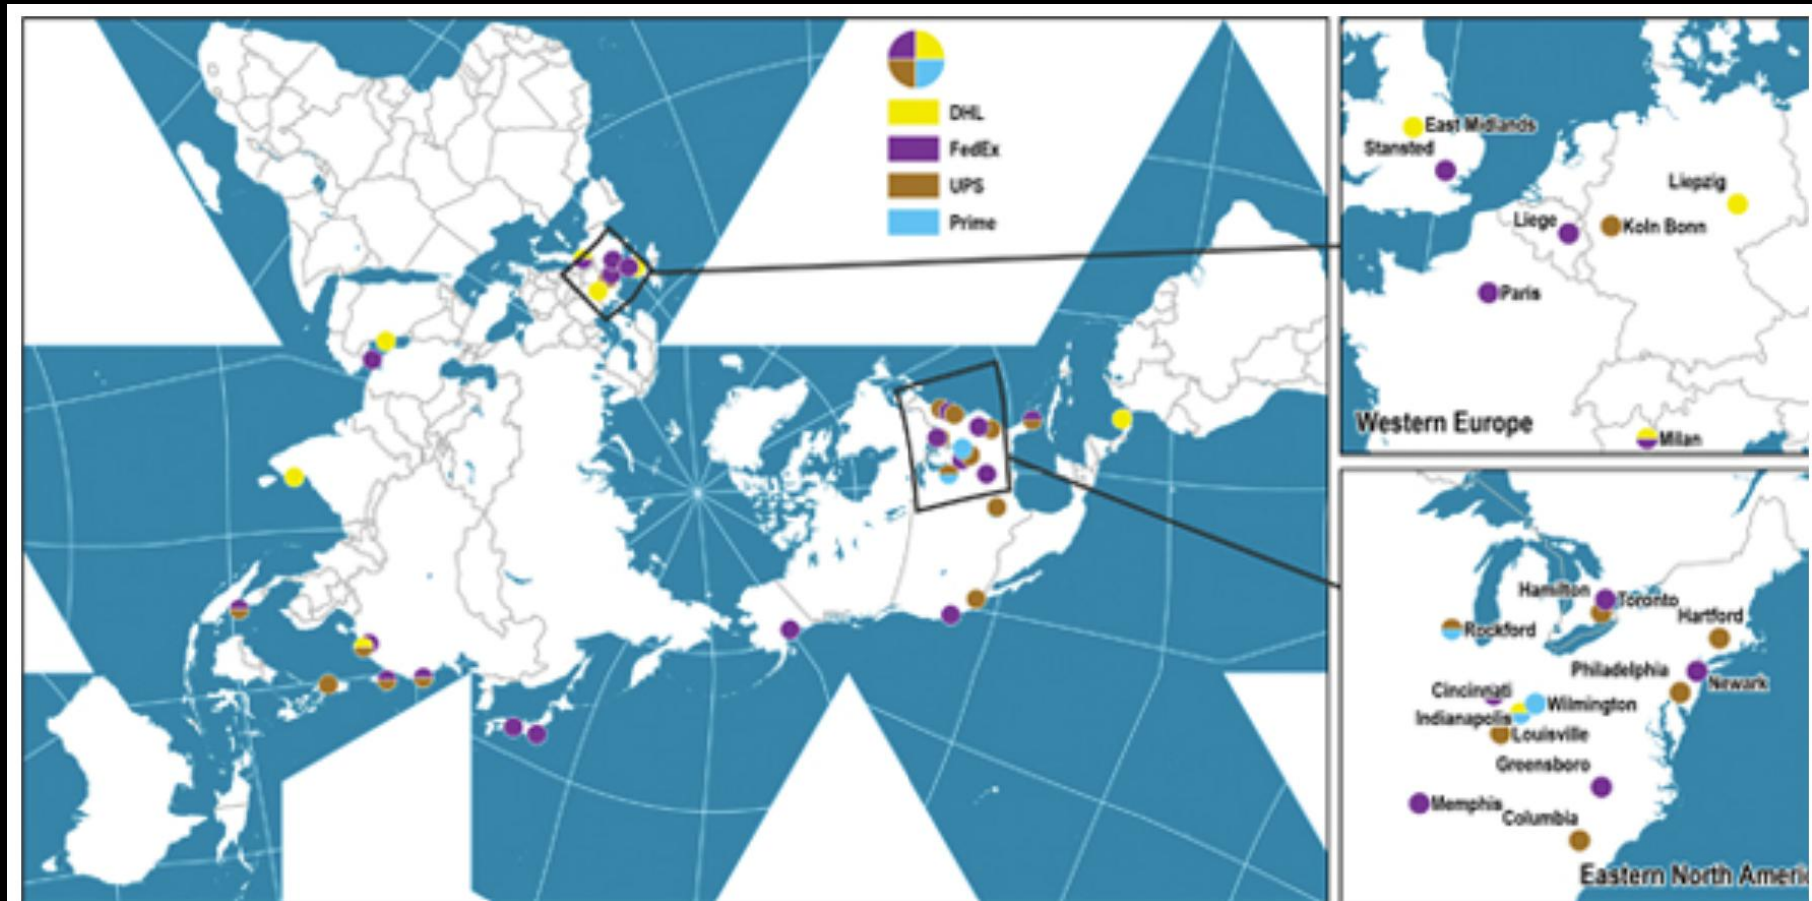 DHL
FedEx
UPS
Prime
East Midlands
Stansted
Liepzig
Liege
Koln Bonn
Paris
Western Europe
Milan
Hamilton
Toronto
Hartford
Rockford
Philadelphia
Newark
Cincinnati
Wilmington
Indianapolis
Louisville
Greensboro
Memphis
Columbia
Eastern North Americ